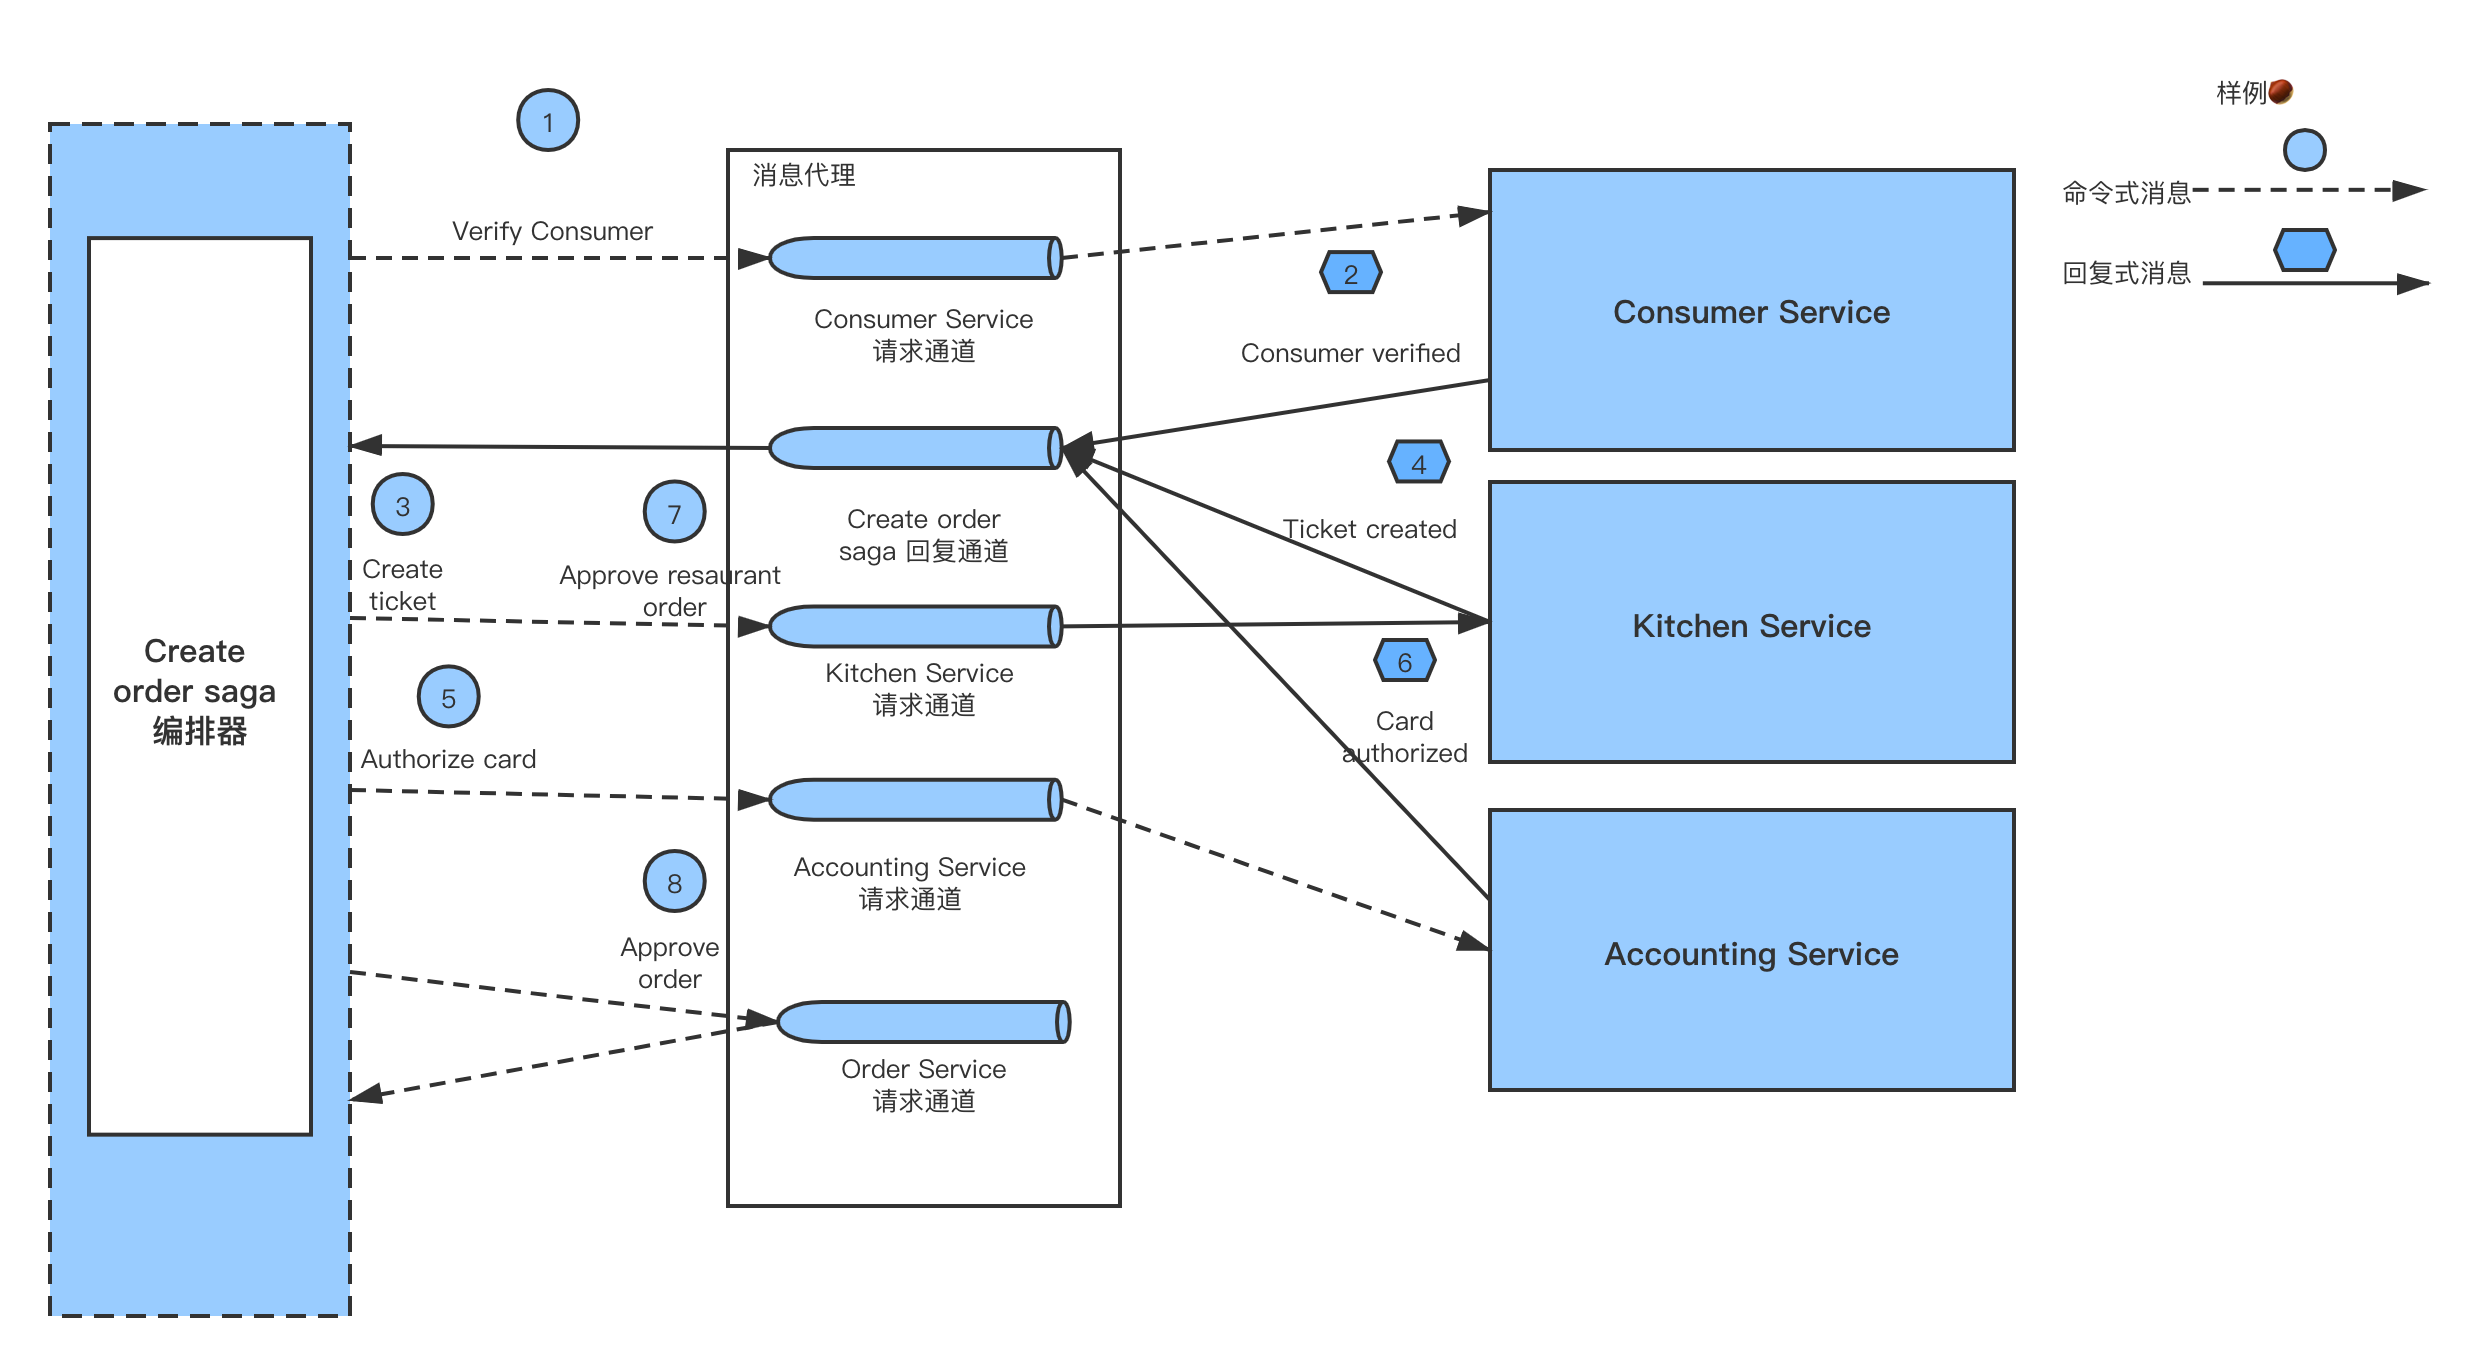 Create
order saga
编排器
1
Verify Consumer
3
Create
ticket
7
Approve resaurant
order
5
Authorize card
8
Approve
order
消息代理
Consumer Service
请求通道
Create order
saga 回复通道
Kitchen Service
请求通道
Accounting Service
请求通道
Order Service
请求通道
2
Consumer verified
4
Ticket created
6
Card
authorized
Consumer Service
Kitchen Service
Accounting Service
样例🌰
命令式消息
回复式消息